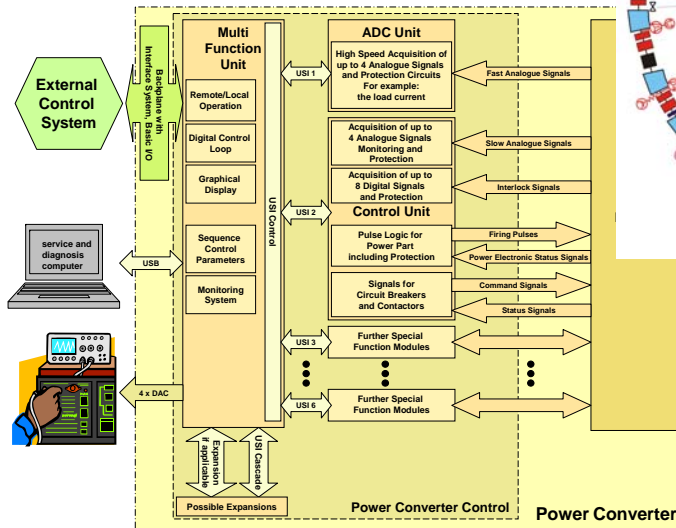 External
Control
System
Backplane with
Interface System, Basic I/O
Multi
Function
Unit
Remote/Local
Operation
Digital Control
Loop
Graphical
Display
Sequence
Control
Parameters
Monitoring
System
USI Control
USI 1
USI 2
USI 3
USI 6
ADC Unit
High Speed Acquisition of
up to 4 Analogue Signals
and Protection Circuits
For example:
the load current
Acquisition of up to
4 Analogue Signals
Monitoring and
Protection
Acquisition of up to
8 Digital Signals
and Protection
Control Unit
Pulse Logic for
Power Part
including Protection
Signals for
Circuit Breakers
and Contactors
Further Special
Function Modules
Further Special
Function Modules
Fast Analogue Signals
Slow Analogue Signals
Interlock Signals
Firing Pulses
Power Electronic Status Signals
Command Signals
Status Signals
service and
diagnosis
computer
USB
4 x DAC
Expansion
if applicable
USI Cascade
Possible Expansions
Power Converter Control
Power Converter